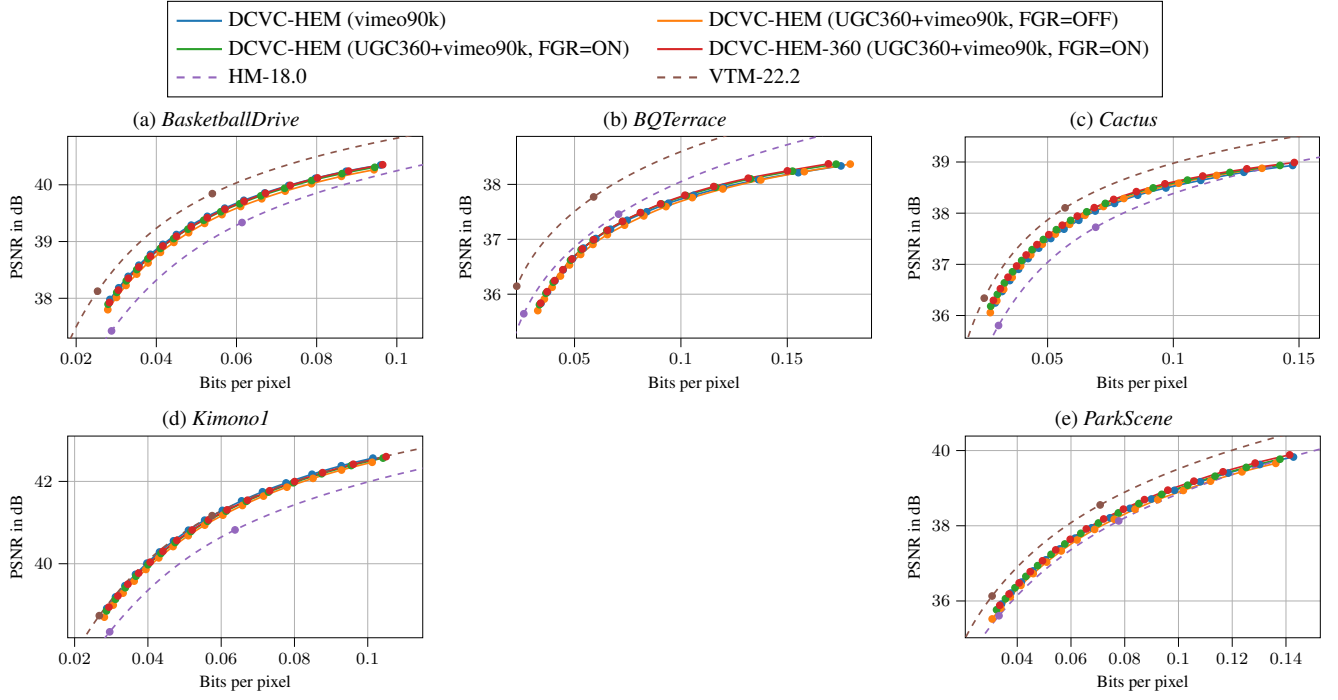 DCVC-HEM (vimeo90k)
DCVC-HEM (UGC360+vimeo90k, FGR=OFF)
DCVC-HEM (UGC360+vimeo90k, FGR=ON)
DCVC-HEM-360 (UGC360+vimeo90k, FGR=ON)
HM-18.0
VTM-22.2
(a) BasketballDrive
PSNR in dB
40
39
38
0.02 0.04 0.06 0.08 0.1
Bits per pixel
(b) BQTerrace
PSNR in dB
38
37
36
0.05 0.1 0.15
Bits per pixel
(c) Cactus
PSNR in dB
39
38
37
36
0.05 0.1 0.15
Bits per pixel
(d) Kimono1
PSNR in dB
42
40
0.02 0.04 0.06 0.08 0.1
Bits per pixel
(e) ParkScene
PSNR in dB
40
38
36
0.04 0.06 0.08 0.1 0.12 0.14
Bits per pixel